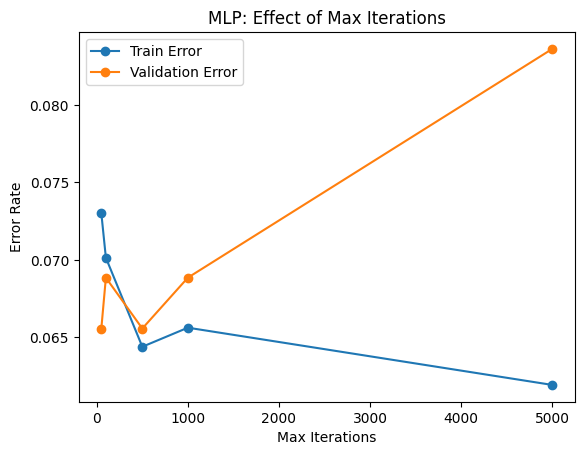 MLP: Effect of Max Iterations
Train Error
Validation Error
Error Rate
0.080
0.075
0.070
0.065
0 1000 2000 3000 4000 5000
Max Iterations